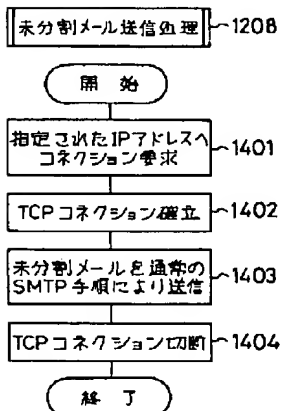 未分割メール送信処理 1208
開始
指定されたIPアドレスへ
コネクション要求 1401
TCPコネクション確立 1402
未分割メールを通常の
SMTP手順により送信 1403
TCPコネクション切断 1404
終了